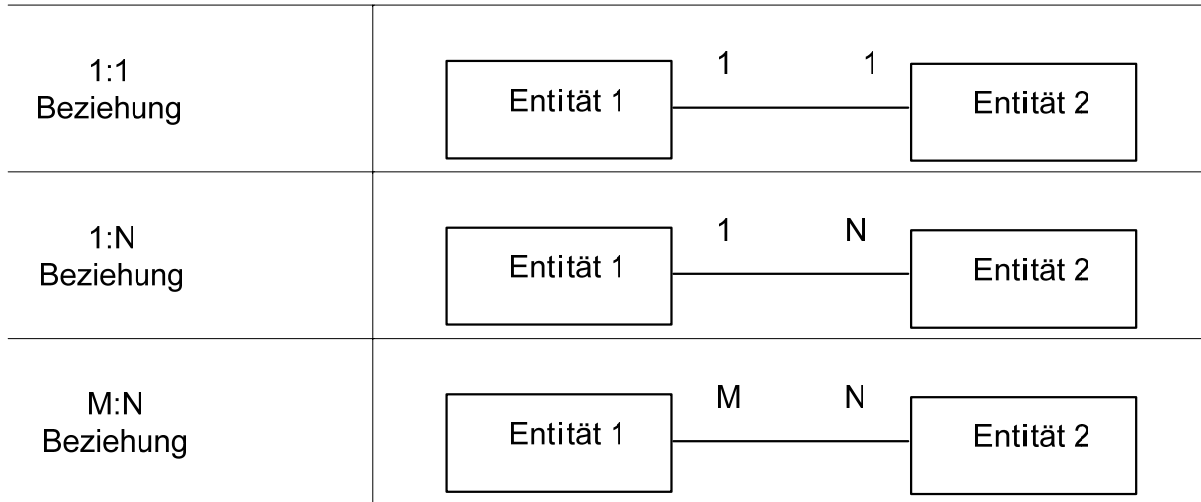 1:1
Beziehung
Entität 1
1
1
Entität 2
1:N
Beziehung
Entität 1
1
N
Entität 2
M:N
Beziehung
Entität 1
M
N
Entität 2